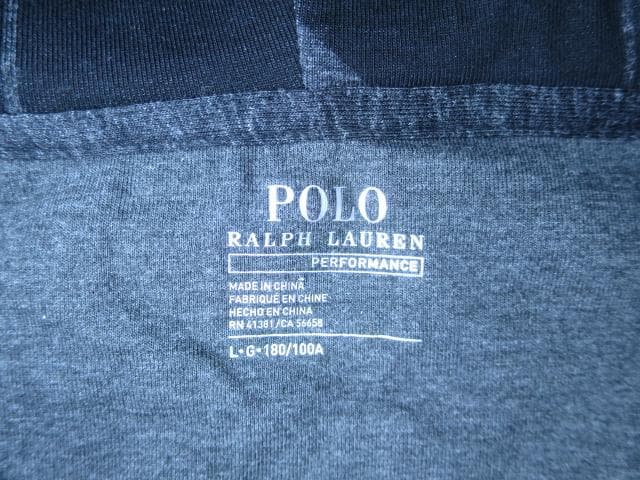 POLO
RALPH LAUREN
PERFORMANCE
MADE IN CHINA
FABRIQUÉ EN CHINE
HECHO EN CHINA
RN 41381/CA 56658
L•G•180/100A